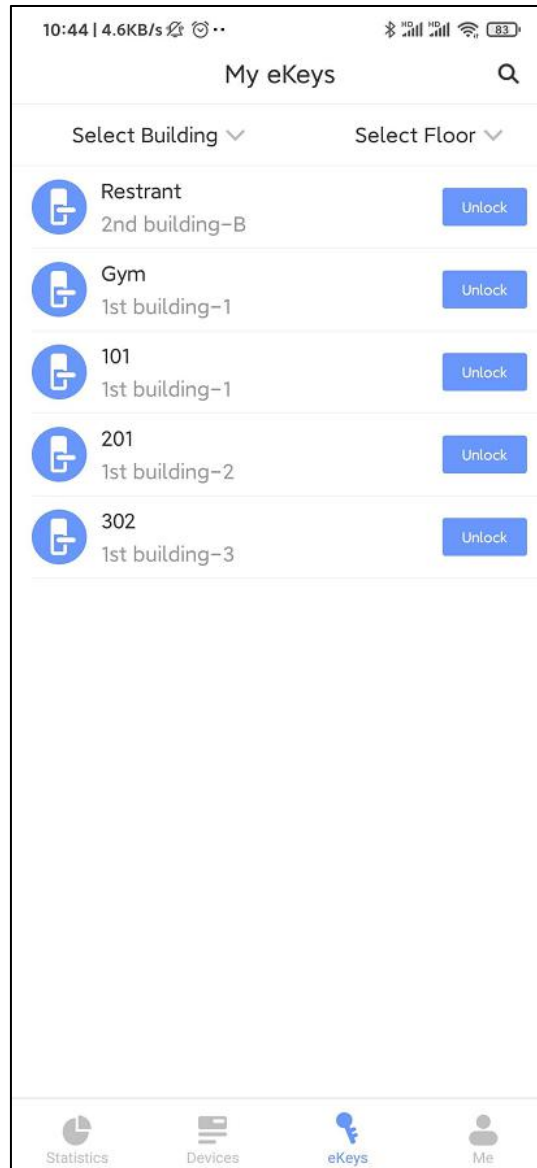 10:44 | 4.6KB/s
HD HD 83
My eKeys
Select Building Select Floor
Restrant
2nd building-B
Unlock
Gym
1st building-1
Unlock
101
1st building-1
Unlock
201
1st building-2
Unlock
302
1st building-3
Unlock
Statistics Devices eKeys Me